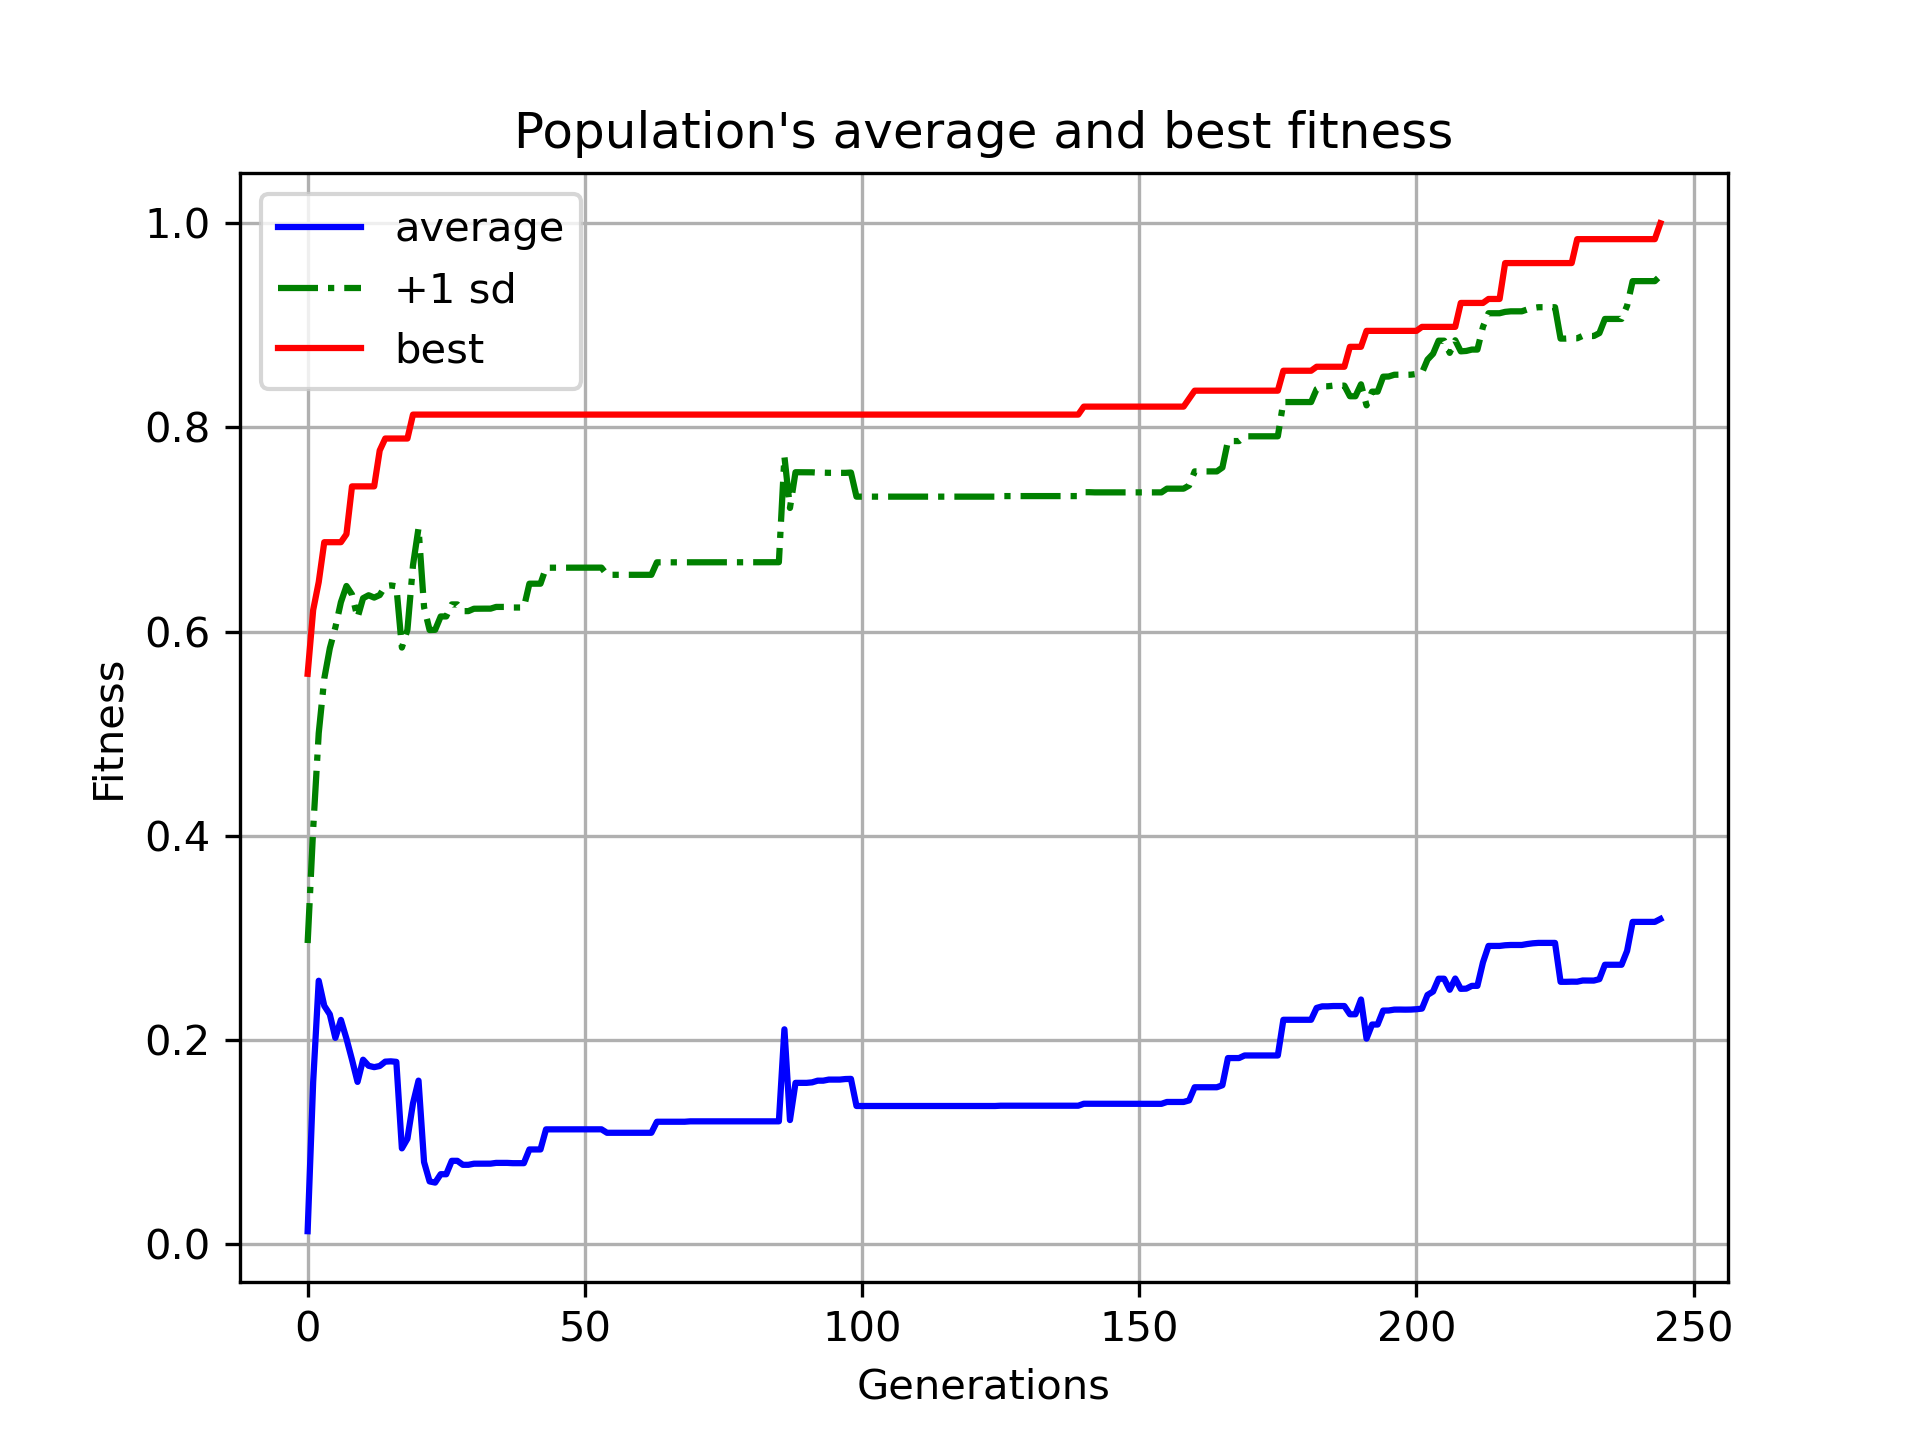 Population's average and best fitness
average
+1 sd
best
1.0
0.8
0.6
0.4
0.2
0.0
Fitness
0 50 100 150 200 250
Generations